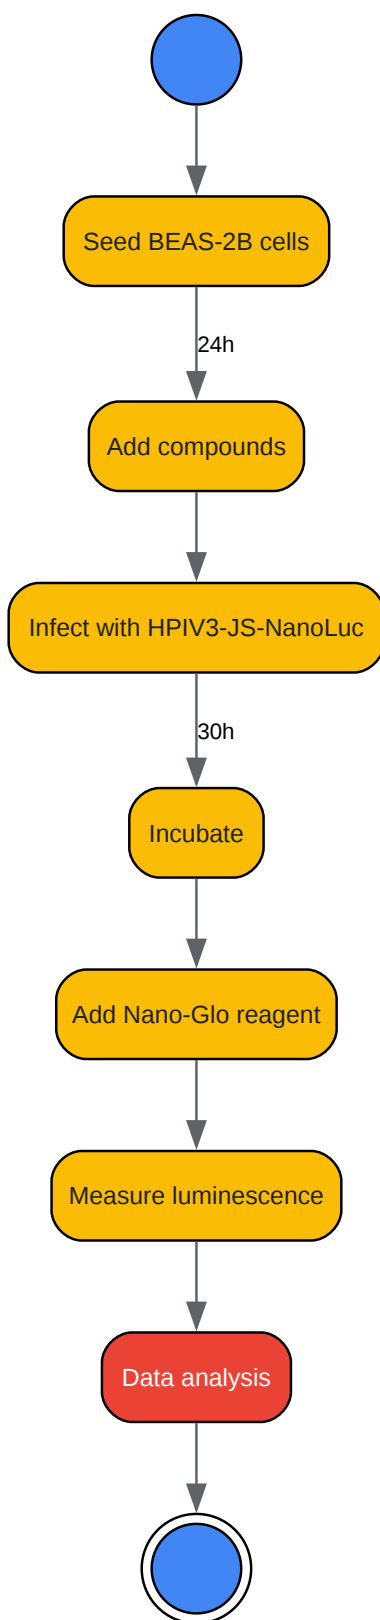 Seed BEAS-2B cells
24h
Add compounds
Infect with HPIV3-JS-NanoLuc
30h
Incubate
Add Nano-Glo reagent
Measure luminescence
Data analysis